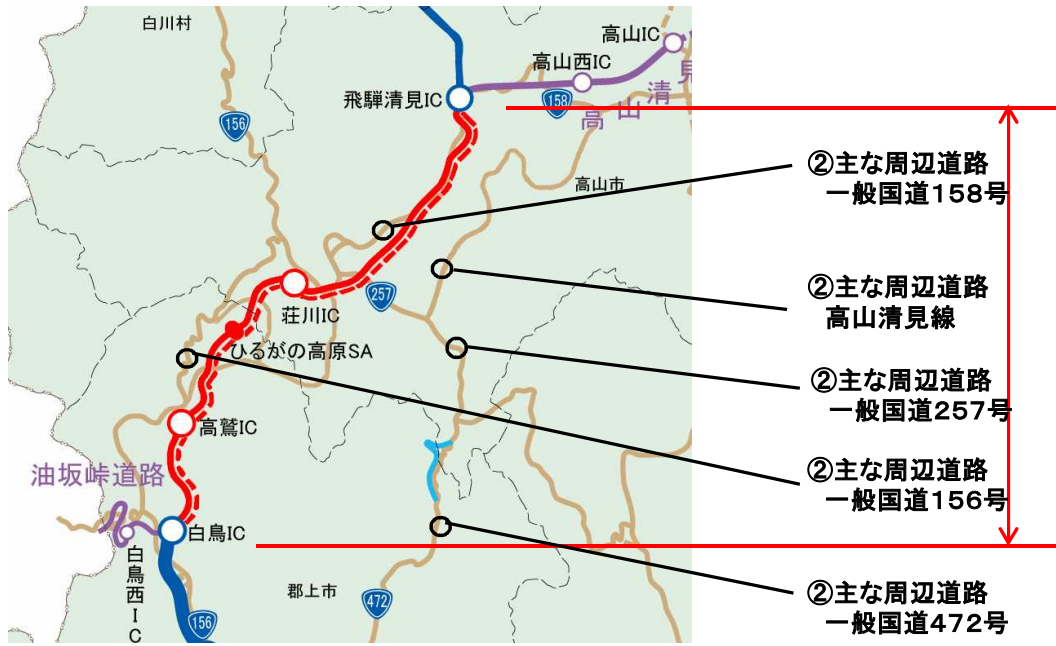 白川村
高山IC
高山西IC
飛騨清見IC
158
高山清見
156
②主な周辺道路
一般国道158号
高山市
②主な周辺道路
高山清見線
257
荘川IC
ひるがの高原SA
②主な周辺道路
一般国道257号
高鷲IC
②主な周辺道路
一般国道156号
油坂峠道路
白鳥IC
白鳥西IC
郡上市
②主な周辺道路
一般国道472号
472
156